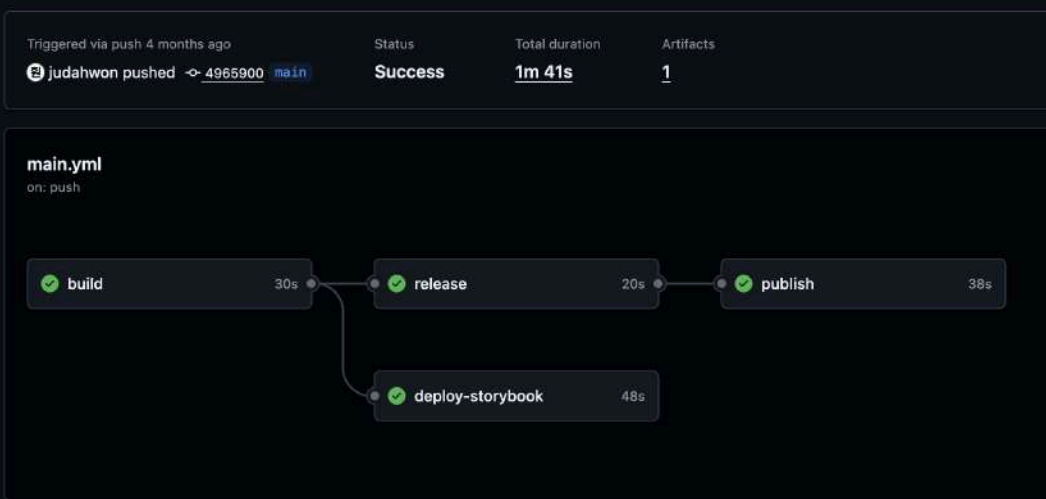 Triggered via push 4 months ago
원 judahwon pushed 4965900 main
Status
Success
Total duration
1m 41s
Artifacts
1
main.yml
on: push
build 30s
release 20s
publish 38s
deploy-storybook 48s